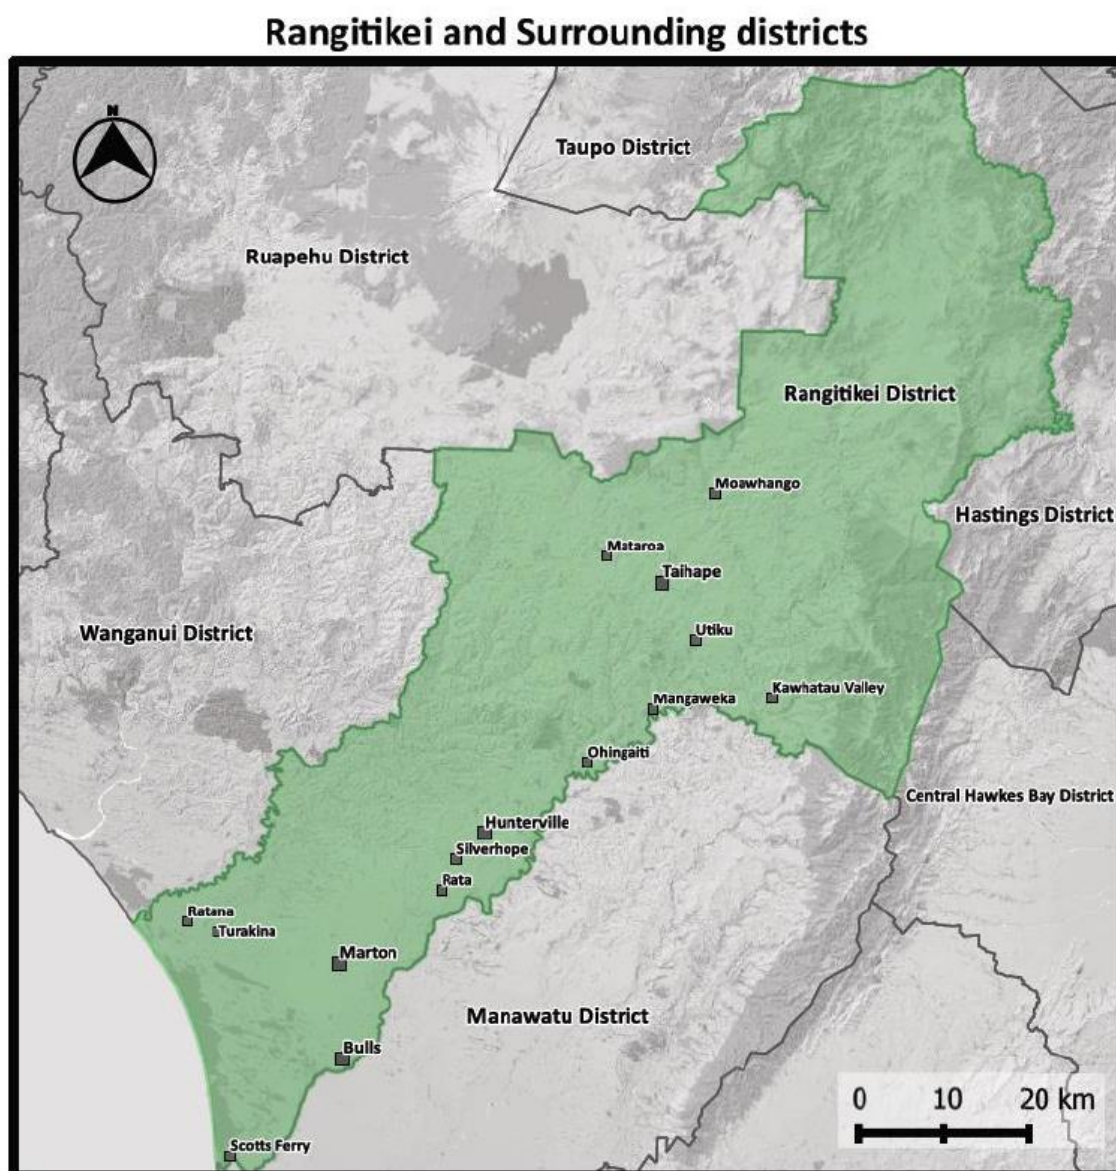 Rangitikei and Surrounding districts
N
Taupo District
Ruapehu District
Rangitikei District
Moawhango
Hastings District
Mataroa
Taihape
Wanganui District
Utiku
Kawhatau Valley
Mangaweka
Ohingaiti
Central Hawkes Bay District
Hunterville
Silverhope
Rata
Ratana
Turakina
Marton
Manawatu District
Bulls
0 10 20 km
Scotts Ferry